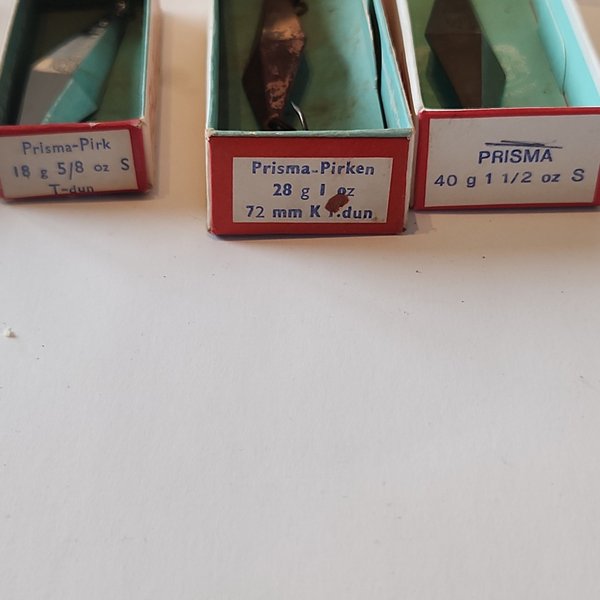 Prisma-Pirk
18 g 5/8 oz S
T-dun
Prisma-Pirken
28 g 1 oz
72 mm K T.dun
PRISMA
40 g 1 1/2 oz S